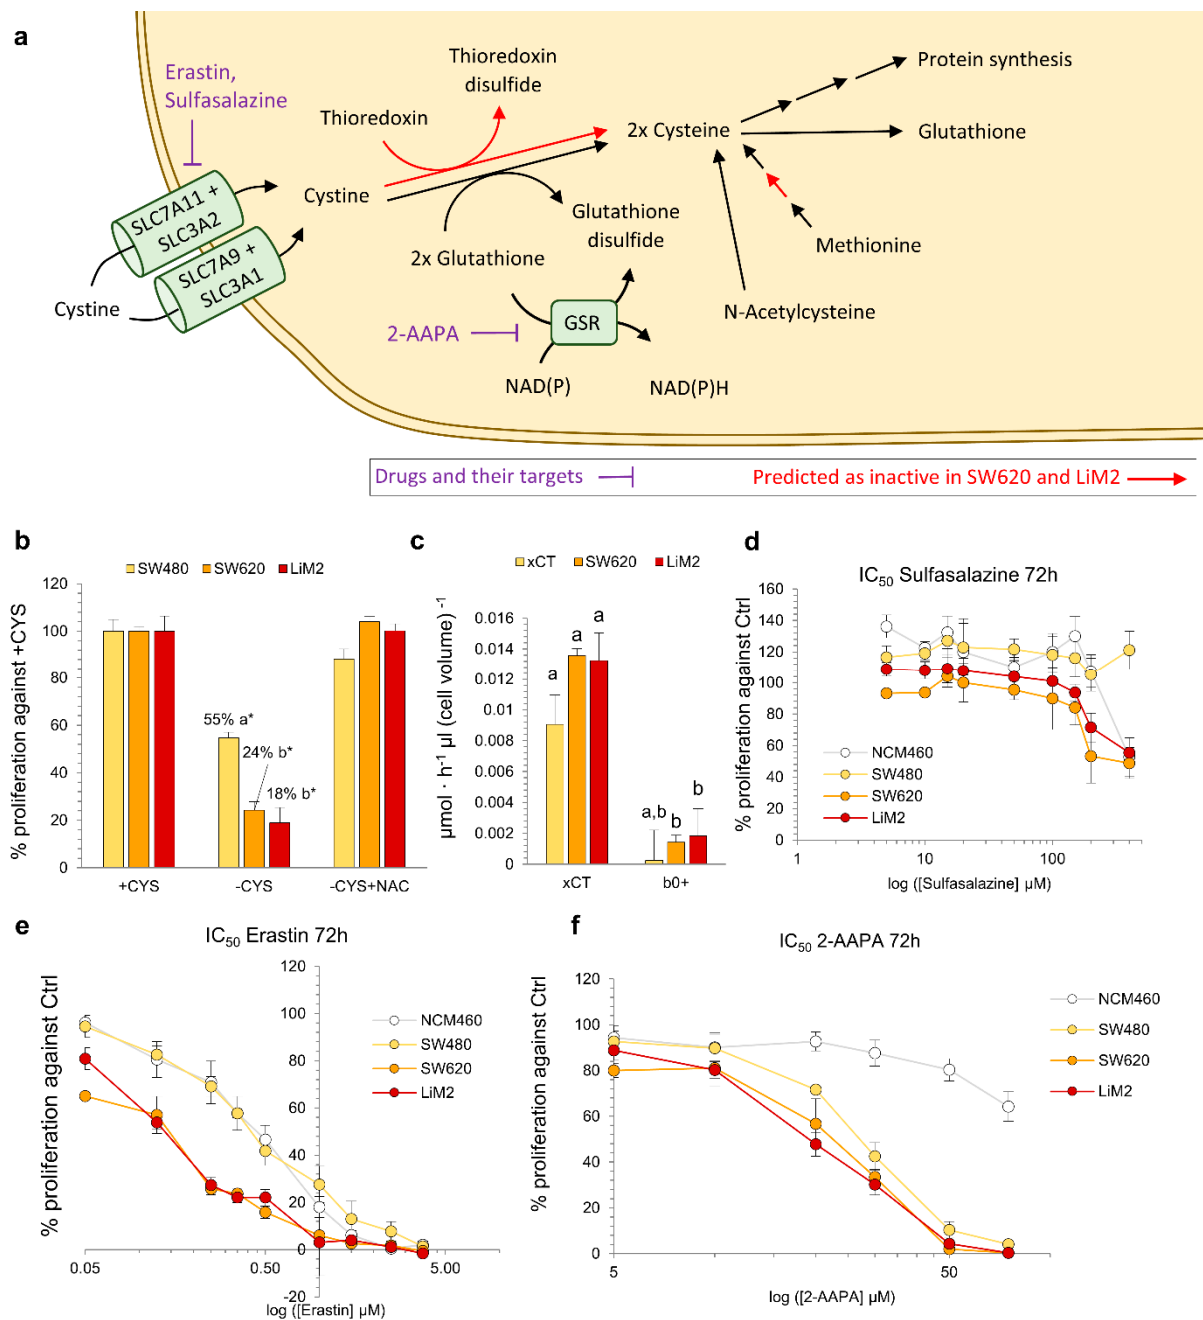 a
Erastin,
Sulfasalazine
Thioredoxin
disulfide
Thioredoxin
Protein synthesis
2x Cysteine
Glutathione
SLC7A11 +
SLC3A2
SLC7A9 +
SLC3A1
Cystine
Cystine
Glutathione
disulfide
2x Glutathione
Methionine
N-Acetylcysteine
2-AAPA
GSR
NAD(P)
NAD(P)H
Drugs and their targets
Predicted as inactive in SW620 and LiM2
b
SW480 SW620 LiM2
% proliferation against +CYS
120
100
80
60
40
20
0
55% a*
24% b*
18% b*
+CYS -CYS -CYS+NAC
c
xCT SW620 LiM2
µmol · h⁻¹ µl (cell volume) ⁻¹
0.016
0.014
0.012
0.01
0.008
0.006
0.004
0.002
0
a
a
a
a,b
b
b
xCT b0+
d
IC₅₀ Sulfasalazine 72h
% proliferation against Ctrl
160
140
120
100
80
60
40
20
0
NCM460
SW480
SW620
LiM2
1 10 100
log ([Sulfasalazine] µM)
e
IC₅₀ Erastin 72h
% proliferation against Ctrl
120
100
80
60
40
20
0
-20
NCM460
SW480
SW620
LiM2
0.05 0.50 5.00
log ([Erastin] µM)
f
IC₅₀ 2-AAPA 72h
% proliferation against Ctrl
120
100
80
60
40
20
0
NCM460
SW480
SW620
LiM2
5 50
log ([2-AAPA] µM)